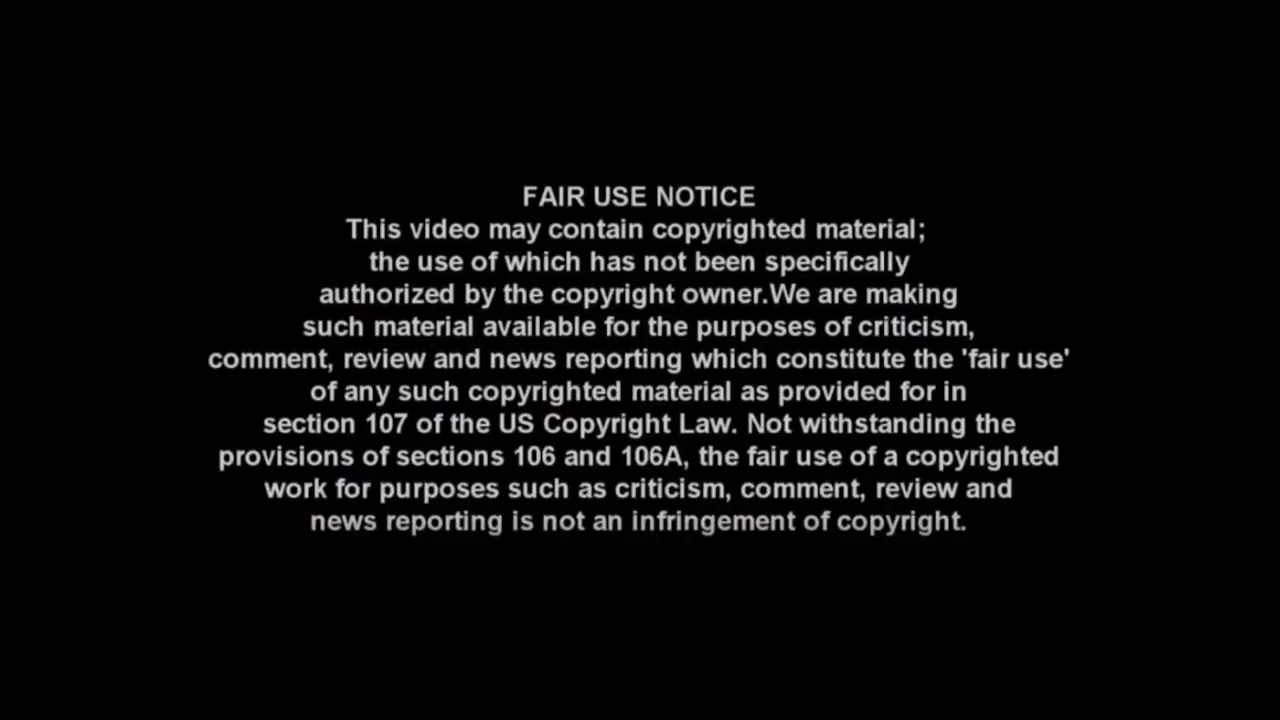 FAIR USE NOTICE
This video may contain copyrighted material;
the use of which has not been specifically
authorized by the copyright owner.We are making
such material available for the purposes of criticism,
comment, review and news reporting which constitute the 'fair use'
of any such copyrighted material as provided for in
section 107 of the US Copyright Law. Not withstanding the
provisions of sections 106 and 106A, the fair use of a copyrighted
work for purposes such as criticism, comment, review and
news reporting is not an infringement of copyright.